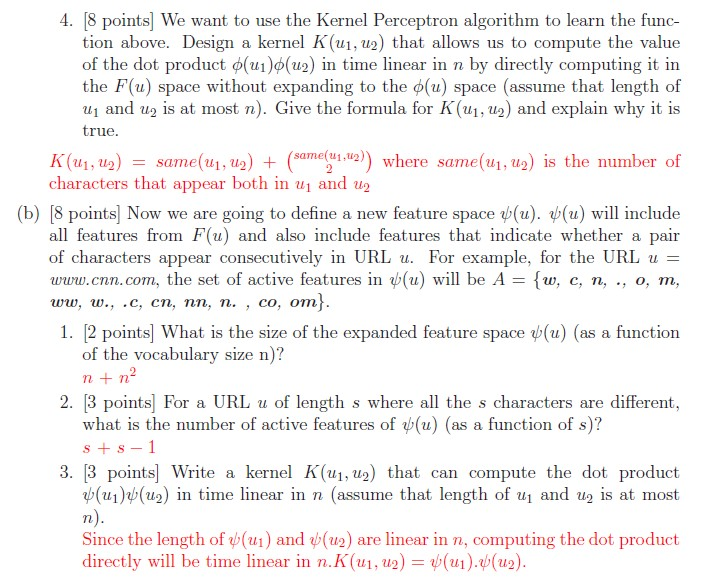 4. [8 points] We want to use the Kernel Perceptron algorithm to learn the func-
tion above. Design a kernel K(u₁, u₂) that allows us to compute the value
of the dot product ϕ(u₁)ϕ(u₂) in time linear in n by directly computing it in
the F(u) space without expanding to the ϕ(u) space (assume that length of
u₁ and u₂ is at most n). Give the formula for K(u₁, u₂) and explain why it is
true.
K(u₁, u₂) = same(u₁, u₂) + (same(u₁,u₂) 2) where same(u₁, u₂) is the number of
characters that appear both in u₁ and u₂
(b) [8 points] Now we are going to define a new feature space ψ(u). ψ(u) will include
all features from F(u) and also include features that indicate whether a pair
of characters appear consecutively in URL u. For example, for the URL u =
www.cnn.com, the set of active features in ψ(u) will be A = {w, c, n, ., o, m,
ww, w., .c, cn, nn, n. , co, om}.
1. [2 points] What is the size of the expanded feature space ψ(u) (as a function
of the vocabulary size n)?
n + n²
2. [3 points] For a URL u of length s where all the s characters are different,
what is the number of active features of ψ(u) (as a function of s)?
s + s − 1
3. [3 points] Write a kernel K(u₁, u₂) that can compute the dot product
ψ(u₁)ψ(u₂) in time linear in n (assume that length of u₁ and u₂ is at most
n).
Since the length of ψ(u₁) and ψ(u₂) are linear in n, computing the dot product
directly will be time linear in n.K(u₁, u₂) = ψ(u₁).ψ(u₂).